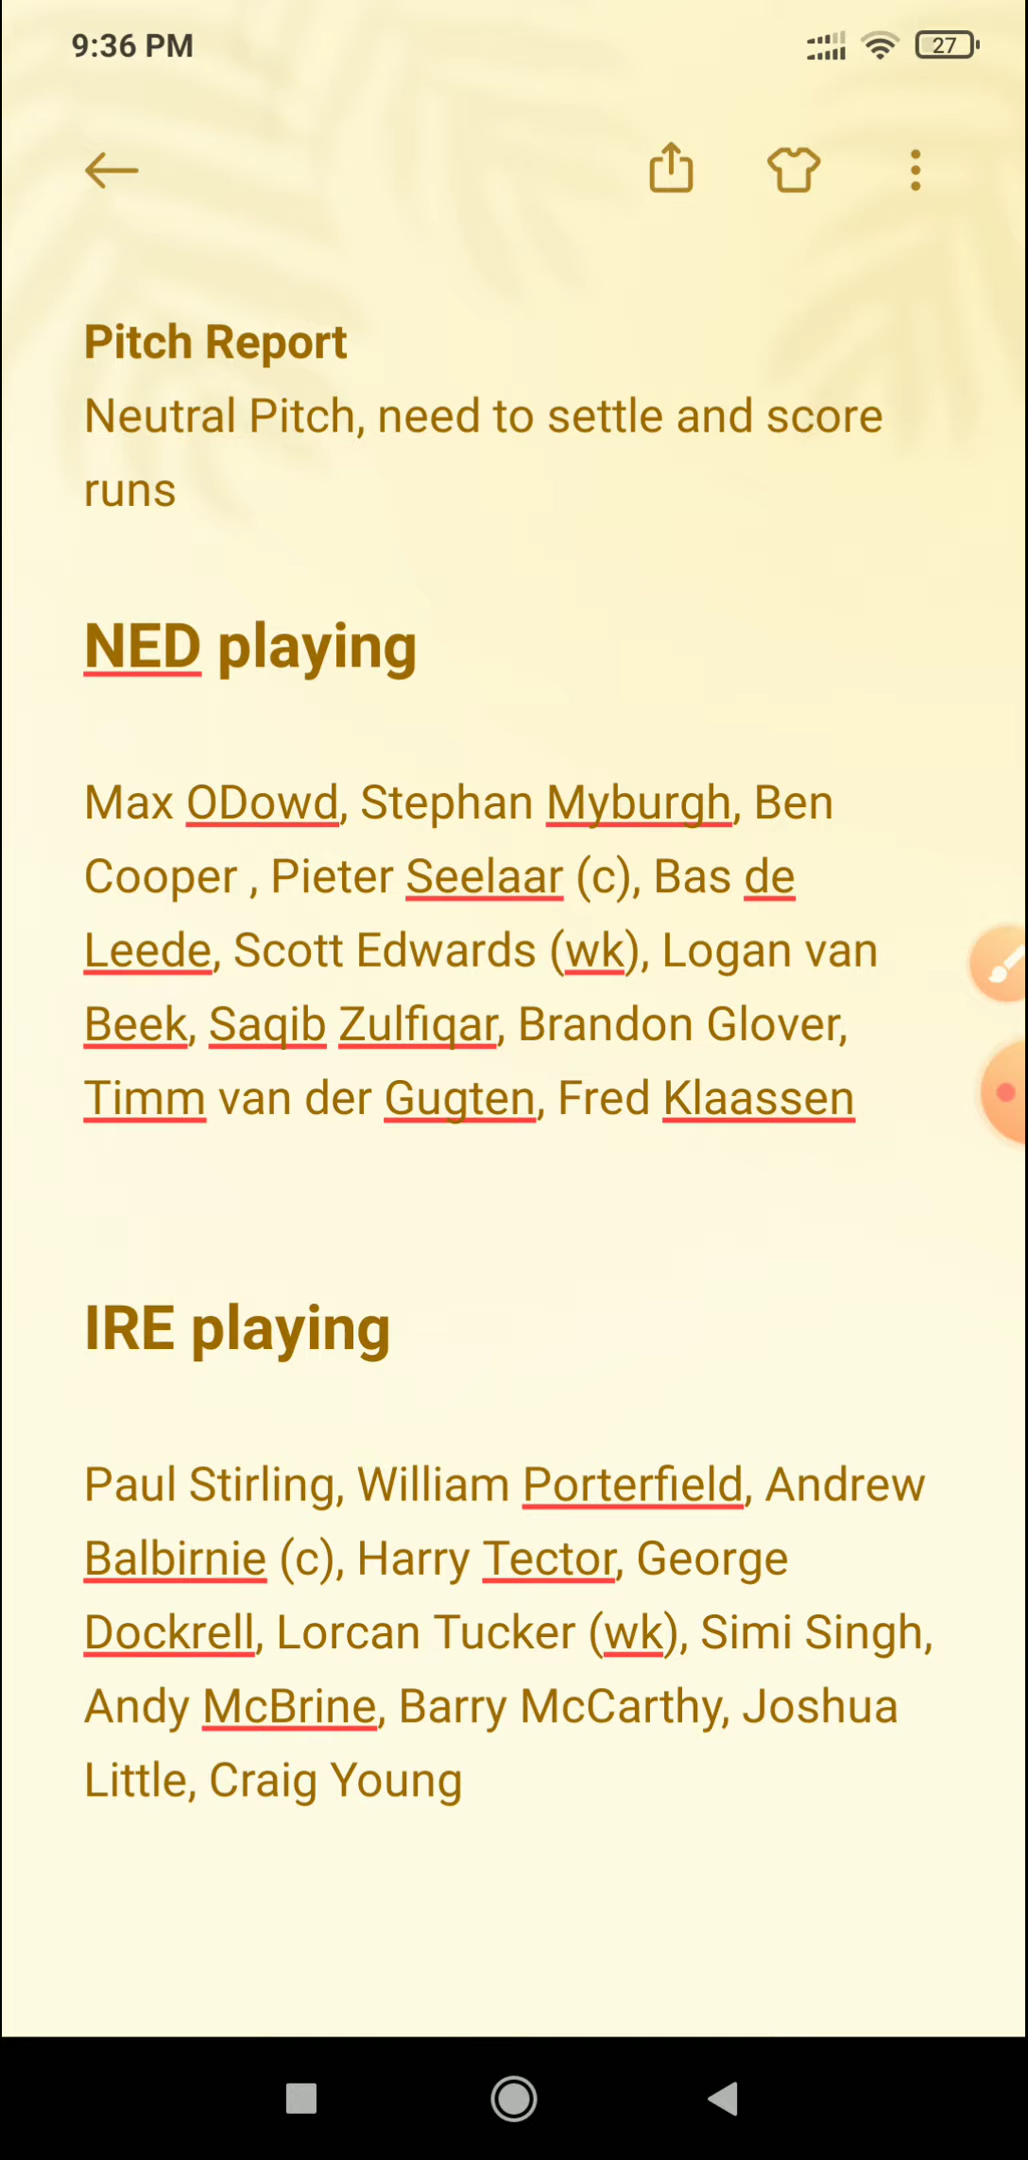 9:36 PM
27
Pitch Report
Neutral Pitch, need to settle and score
runs
NED playing
Max ODowd, Stephan Myburgh, Ben
Cooper , Pieter Seelaar (c), Bas de
Leede, Scott Edwards (wk), Logan van
Beek, Saqib Zulfiqar, Brandon Glover,
Timm van der Gugten, Fred Klaassen
IRE playing
Paul Stirling, William Porterfield, Andrew
Balbirnie (c), Harry Tector, George
Dockrell, Lorcan Tucker (wk), Simi Singh,
Andy McBrine, Barry McCarthy, Joshua
Little, Craig Young